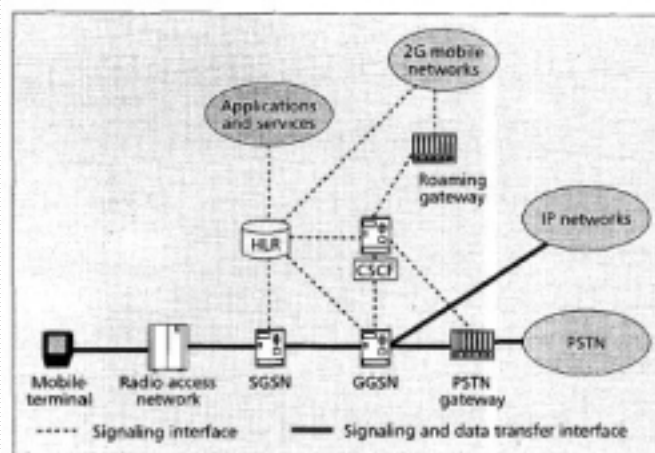 2G mobile
networks
Applications
and services
Roaming
gateway
IP networks
HLR
CSCF
PSTN
Mobile
terminal
Radio access
network
SGSN
GGSN
PSTN
gateway
Signaling interface
Signaling and data transfer interface